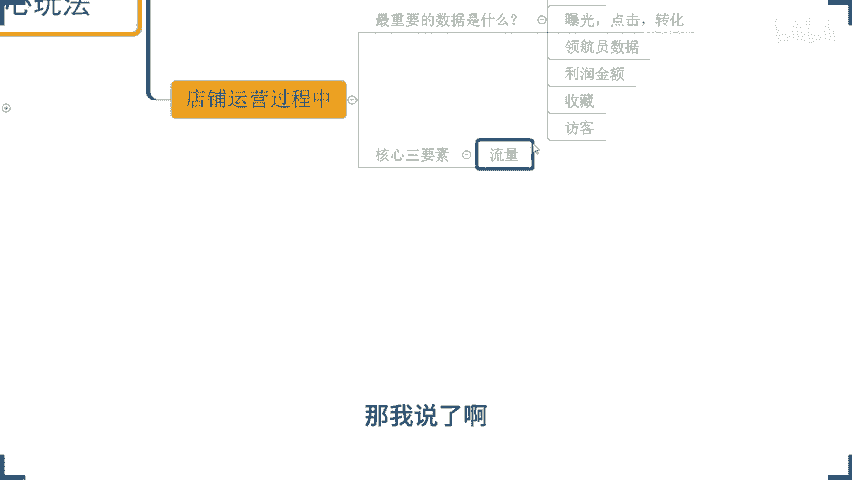 心玩法
最重要的数据是什么？
曝光，点击，转化
领航员数据
利润金额
店铺运营过程中
收藏
访客
核心三要素
流量
那我说了啊